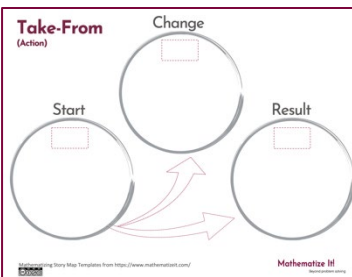 Take-From
(Action)
Change
Start
Result
Mathematizing Story Map Templates from https://www.mathematizeit.com/
Mathematize It!